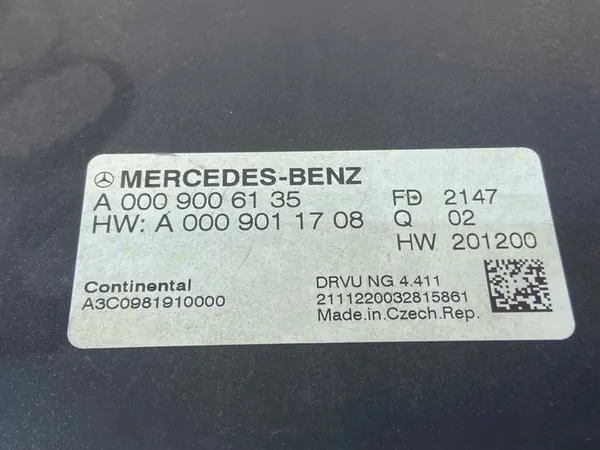 MERCEDES-BENZ
A 000 900 61 35 FD 2147
HW: A 000 901 17 08 Q 02
HW 201200
Continental DRVU NG 4.411
A3C0981910000 2111220032815861
Made.in.Czech.Rep.